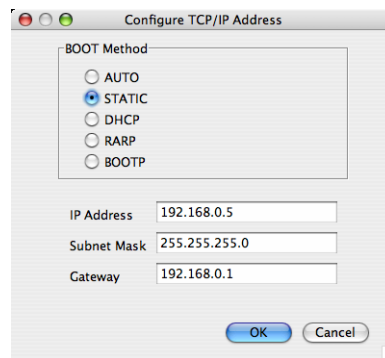 Configure TCP/IP Address
BOOT Method
AUTO
STATIC
DHCP
RARP
BOOTP
IP Address 192.168.0.5
Subnet Mask 255.255.255.0
Gateway 192.168.0.1
OK Cancel